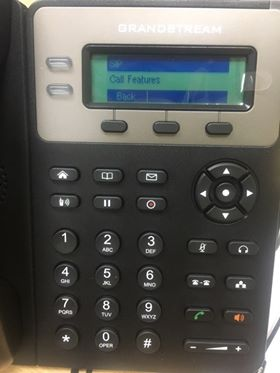 GRANDSTREAM
SIP
Call Features
Back
1
2 ABC
3 DEF
4 GHI
5 JKL
6 MNO
7 PQRS
8 TUV
9 WXYZ
*
0 OPER
#
− +